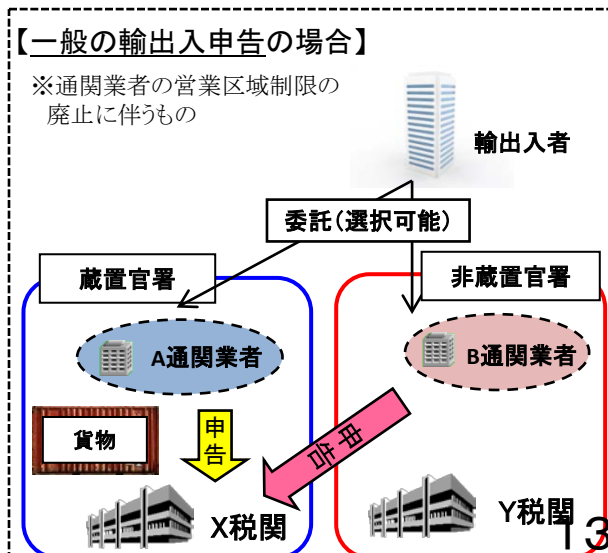 【一般の輸出入申告の場合】
※通関業者の営業区域制限の
廃止に伴うもの
輸出入者
委託（選択可能）
蔵置官署
非蔵置官署
A通関業者
B通関業者
貨物
申告
申告
X税関
Y税関
13